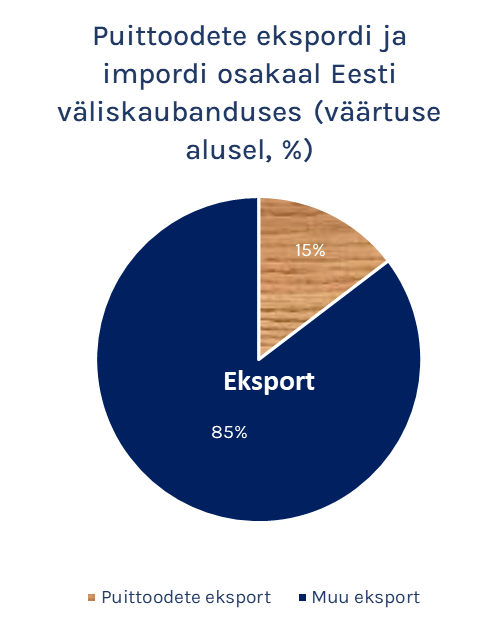 Puittoodete ekspordi ja
impordi osakaal Eesti
väliskaubanduses (väärtuse
alusel, %)
15%
Eksport
85%
Puittoodete eksport
Muu eksport